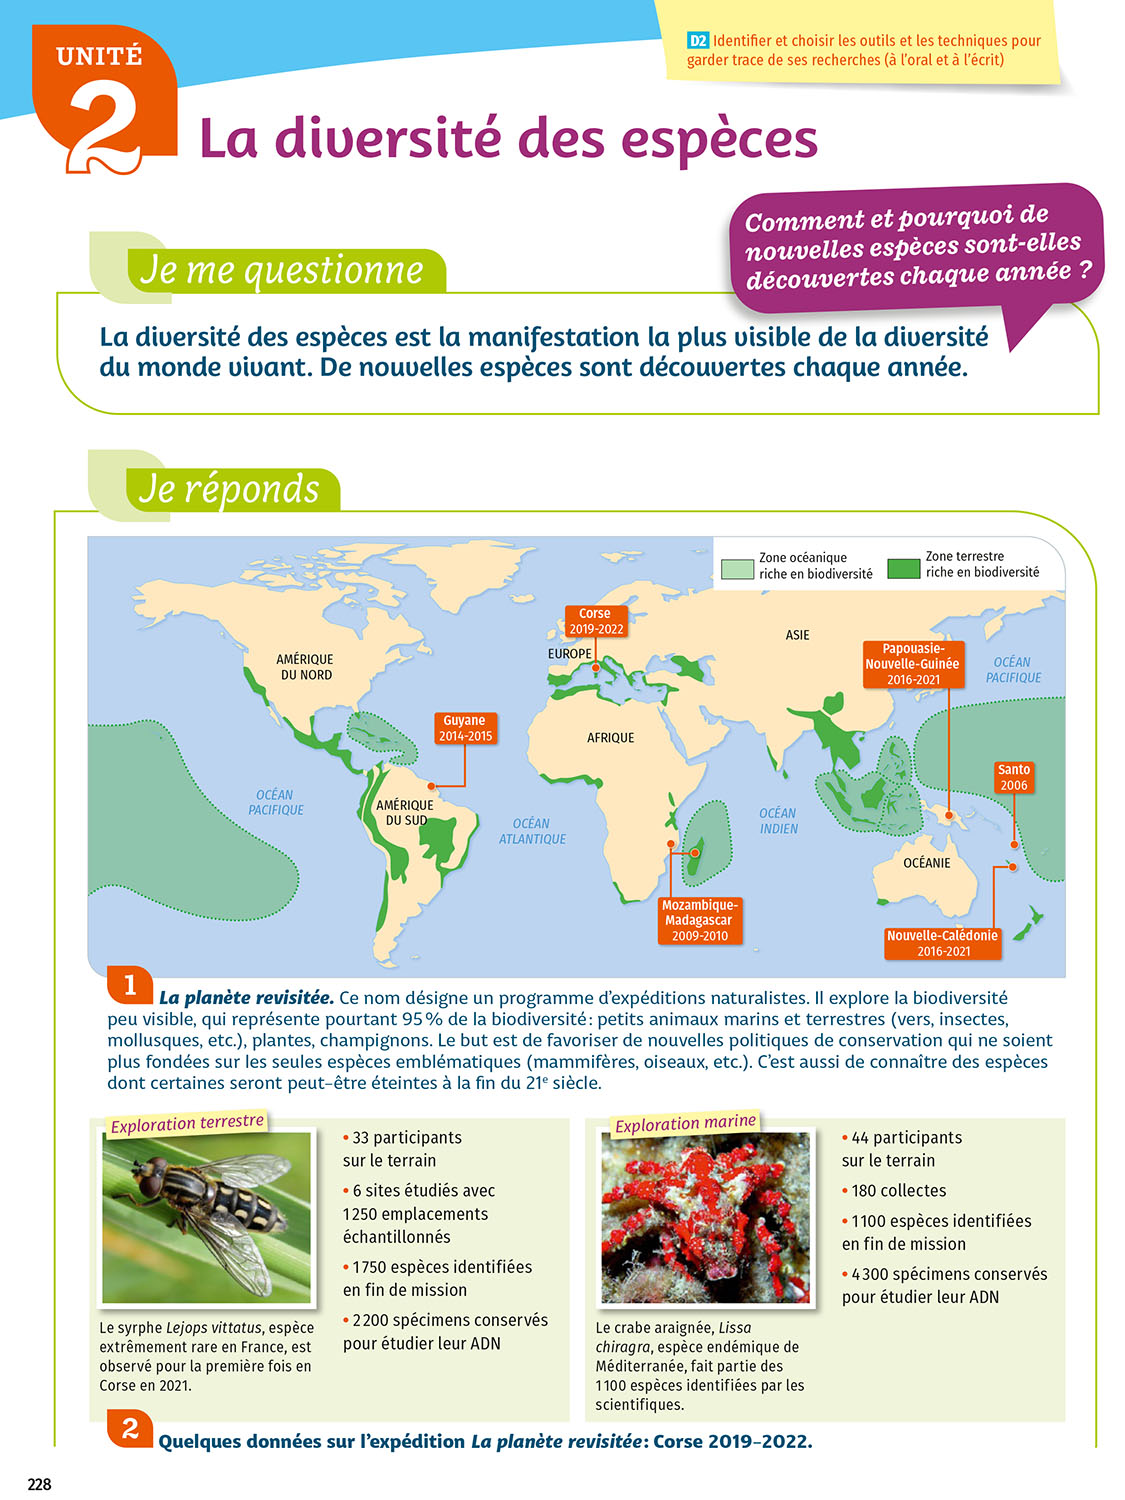 UNITÉ
2
D2 Identifier et choisir les outils et les techniques pour
garder trace de ses recherches (à l'oral et à l'écrit)
La diversité des espèces
Comment et pourquoi de
nouvelles espèces sont-elles
découvertes chaque année ?
Je me questionne
La diversité des espèces est la manifestation la plus visible de la diversité
du monde vivant. De nouvelles espèces sont découvertes chaque année.
Je réponds
Zone océanique
riche en biodiversité
Zone terrestre
riche en biodiversité
Corse
2019-2022
ASIE
EUROPE
Papouasie-
Nouvelle-Guinée
2016-2021
OCÉAN
PACIFIQUE
AMÉRIQUE
DU NORD
Guyane
2014-2015
AFRIQUE
Santo
2006
OCÉAN
PACIFIQUE
AMÉRIQUE
DU SUD
OCÉAN
ATLANTIQUE
OCÉAN
INDIEN
OCÉANIE
Mozambique-
Madagascar
2009-2010
Nouvelle-Calédonie
2016-2021
1
La planète revisitée. Ce nom désigne un programme d'expéditions naturalistes. Il explore la biodiversité
peu visible, qui représente pourtant 95 % de la biodiversité : petits animaux marins et terrestres (vers, insectes,
mollusques, etc.), plantes, champignons. Le but est de favoriser de nouvelles politiques de conservation qui ne soient
plus fondées sur les seules espèces emblématiques (mammifères, oiseaux, etc.). C'est aussi de connaître des espèces
dont certaines seront peut-être éteintes à la fin du 21e siècle.
Exploration terrestre
• 33 participants
sur le terrain
• 6 sites étudiés avec
1 250 emplacements
échantillonnés
• 1 750 espèces identifiées
en fin de mission
• 2 200 spécimens conservés
pour étudier leur ADN
Le syrphe Lejops vittatus, espèce
extrêmement rare en France, est
observé pour la première fois en
Corse en 2021.
Exploration marine
• 44 participants
sur le terrain
• 180 collectes
• 1 100 espèces identifiées
en fin de mission
• 4 300 spécimens conservés
pour étudier leur ADN
Le crabe araignée, Lissa
chiragra, espèce endémique de
Méditerranée, fait partie des
1 100 espèces identifiées par les
scientifiques.
2
Quelques données sur l'expédition La planète revisitée : Corse 2019-2022.
228